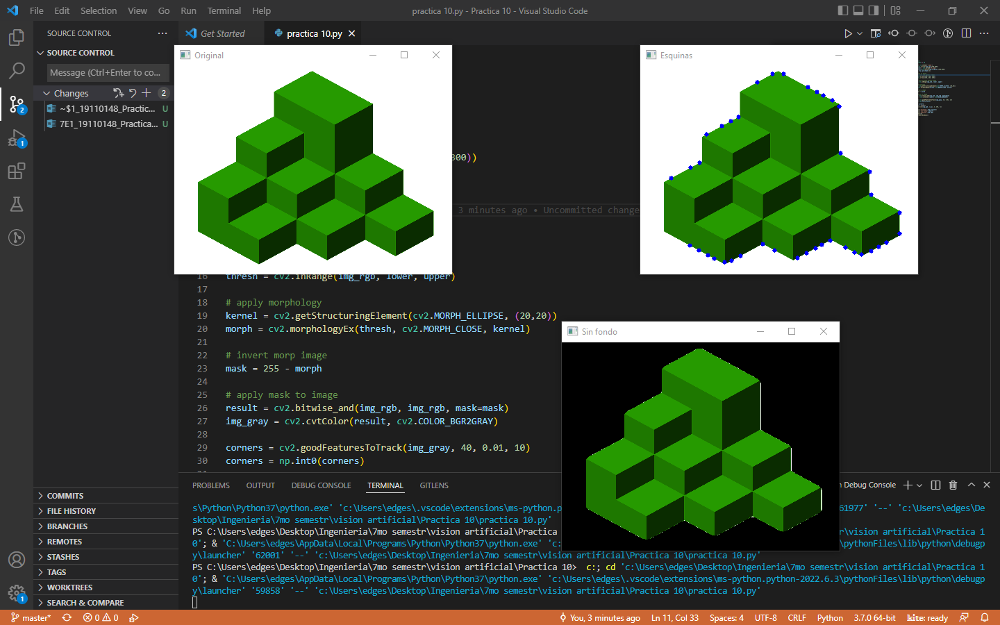 File Edit Selection View Go Run Terminal Help
practica 10.py - Practica 10 - Visual Studio Code
SOURCE CONTROL
Get Started
practica 10.py
SOURCE CONTROL
Message (Ctrl+Enter to co...
Changes 2
~$1_19110148_Practic... U
7E1_19110148_Practica... U
2
1
Original
Esquinas
300))
3 minutes ago • Uncommitted change
16 thresh = cv2.inRange(img_rgb, lower, upper)
17
18 # apply morphology
19 kernel = cv2.getStructuringElement(cv2.MORPH_ELLIPSE, (20,20))
20 morph = cv2.morphologyEx(thresh, cv2.MORPH_CLOSE, kernel)
21
22 # invert morp image
23 mask = 255 - morph
24
25 # apply mask to image
26 result = cv2.bitwise_and(img_rgb, img_rgb, mask=mask)
27 img_gray = cv2.cvtColor(result, cv2.COLOR_BGR2GRAY)
28
29 corners = cv2.goodFeaturesToTrack(img_gray, 40, 0.01, 10)
30 corners = np.int0(corners)
Sin fondo
PROBLEMS OUTPUT DEBUG CONSOLE TERMINAL GITLENS
Debug Console
s\Python\Python37\python.exe' 'c:\Users\edges\.vscode\extensions\ms-python.p 61977' '--' 'c:\Users\edges\De
sktop\Ingenieria\7mo semestr\vision artificial\Practica 10\practica 10.py'
PS C:\Users\edges\Desktop\Ingenieria\7mo semestr\vision artificial\Practica r\vision artificial\Practica 1
0'; & 'C:\Users\edges\AppData\Local\Programs\Python\Python37\python.exe' 'c: \pythonFiles\lib\python\debugp
y\launcher' '62001' '--' 'c:\Users\edges\Desktop\Ingenieria\7mo semestr\vision artificial\Practica 10\practica 10.py'
PS C:\Users\edges\Desktop\Ingenieria\7mo semestr\vision artificial\Practica 10> c:; cd 'c:\Users\edges\Desktop\Ingenieria\7mo semestr\vision artificial\Practica 1
0'; & 'C:\Users\edges\AppData\Local\Programs\Python\Python37\python.exe' 'c:\Users\edges\.vscode\extensions\ms-python.python-2022.6.3\pythonFiles\lib\python\debugp
y\launcher' '59858' '--' 'c:\Users\edges\Desktop\Ingenieria\7mo semestr\vision artificial\Practica 10\practica 10.py'
COMMITS
FILE HISTORY
BRANCHES
REMOTES
STASHES
TAGS
WORKTREES
SEARCH & COMPARE
1
master* 0 0 You, 3 minutes ago Ln 11, Col 33 Spaces: 4 UTF-8 CRLF Python 3.7.0 64-bit kite: ready